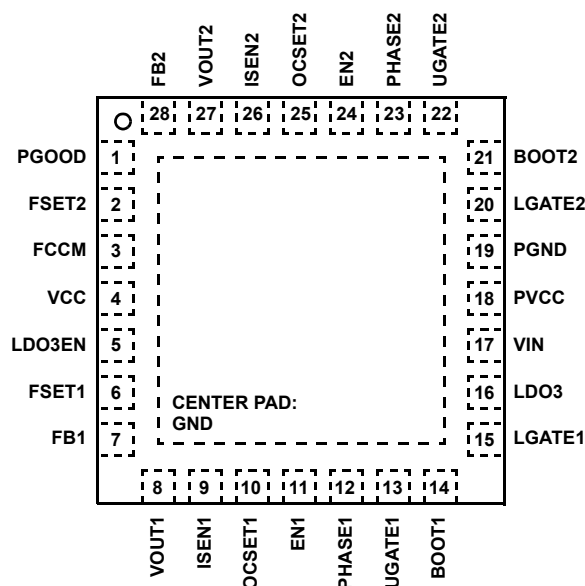 FB2
VOUT2
ISEN2
OCSET2
EN2
PHASE2
UGATE2
28
27
26
25
24
23
22
PGOOD 1
FSET2 2
FCCM 3
VCC 4
LDO3EN 5
FSET1 6
FB1 7
21 BOOT2
20 LGATE2
19 PGND
18 PVCC
17 VIN
16 LDO3
15 LGATE1
CENTER PAD:
GND
8
9
10
11
12
13
14
VOUT1
ISEN1
OCSET1
EN1
PHASE1
UGATE1
BOOT1